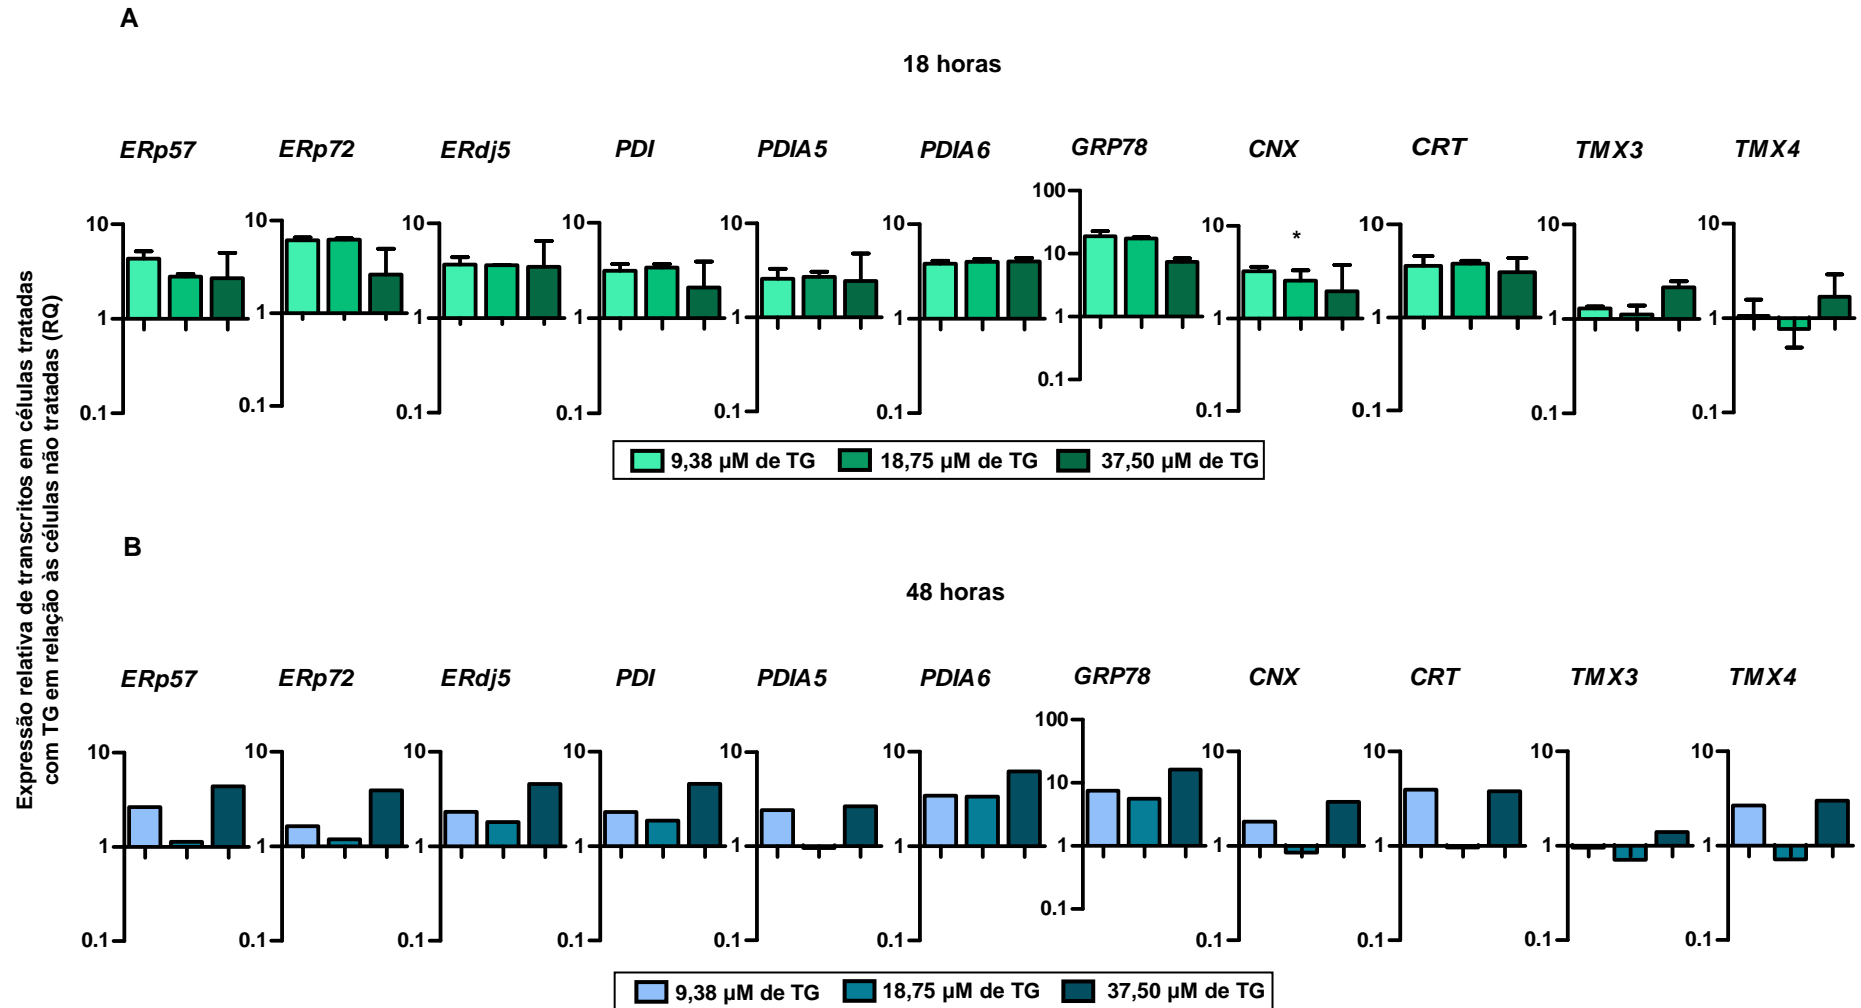 A
18 horas
ERp57 ERp72 ERdj5 PDI PDIA5 PDIA6 GRP78 CNX CRT TMX3 TMX4
100
10 10 10 10 10 10 10 10 10 10 10
*
1 1 1 1 1 1 1 1 1 1 1
0.1 0.1 0.1 0.1 0.1 0.1 0.1 0.1 0.1 0.1 0.1
9,38 µM de TG 18,75 µM de TG 37,50 µM de TG
Expressão relativa de transcritos em células tratadas
com TG em relação às células não tratadas (RQ)
B
48 horas
ERp57 ERp72 ERdj5 PDI PDIA5 PDIA6 GRP78 CNX CRT TMX3 TMX4
100
10 10 10 10 10 10 10 10 10 10 10
1 1 1 1 1 1 1 1 1 1 1
0.1 0.1 0.1 0.1 0.1 0.1 0.1 0.1 0.1 0.1 0.1
9,38 µM de TG 18,75 µM de TG 37,50 µM de TG